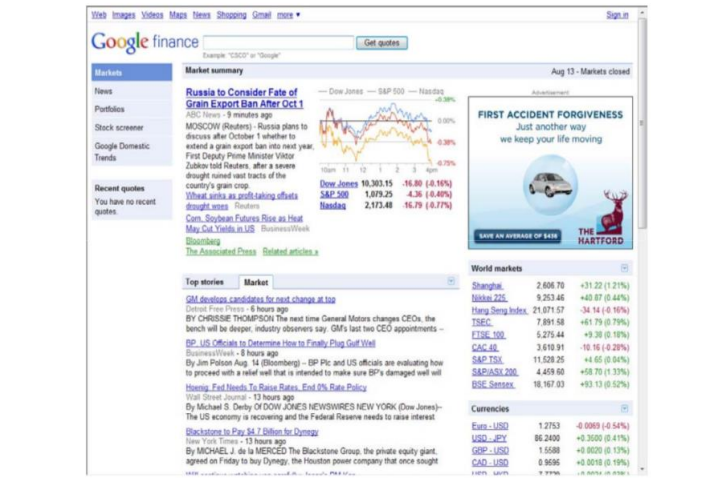 Web Images Videos Maps News Shopping Gmail more ▼
Sign in
Google finance
Get quotes
Example: "CSCO" or "Google"
Markets
News
Portfolios
Stock screener
Google Domestic
Trends
Recent quotes
You have no recent
quotes.
Market summary
Aug 13 - Markets closed
Russia to Consider Fate of
Grain Export Ban After Oct 1
ABC News - 9 minutes ago
MOSCOW (Reuters) - Russia plans to
discuss after October 1 whether to
extend a grain export ban into next year,
First Deputy Prime Minister Viktor
Zubkov told Reuters, after a severe
drought ruined vast tracts of the
country's grain crop.
Wheat sinks as profit-taking offsets
drought woes Reuters
Corn, Soybean Futures Rise as Heat
May Cut Yields in US BusinessWeek
Bloomberg
The Associated Press Related articles »
— Dow Jones — S&P 500 — Nasdaq
+0.38%
0.00%
-0.38%
-0.75%
10am 11 12 1 2 3 4pm
Dow Jones 10,303.15 -16.80 (-0.16%)
S&P 500 1,079.25 -4.36 (-0.40%)
Nasdaq 2,173.48 -16.79 (-0.77%)
Advertisement
FIRST ACCIDENT FORGIVENESS
Just another way
we keep your life moving
SAVE AN AVERAGE OF
THE
HARTFORD
Top stories Market
GM develops candidates for next change at top
Detroit Free Press - 6 hours ago
BY CHRISSIE THOMPSON The next time General Motors changes CEOs, the
bench will be deeper, industry observers say. GM's last two CEO appointments --
BP, US Officials to Determine How to Finally Plug Gulf Well
BusinessWeek - 8 hours ago
By Jim Polson Aug. 14 (Bloomberg) -- BP Plc and US officials are evaluating how
to proceed with a relief well that is intended to make sure BP's damaged well will
Hoenig: Fed Needs To Raise Rates, End 0% Rate Policy
Wall Street Journal - 13 hours ago
By Michael S. Derby Of DOW JONES NEWSWIRES NEW YORK (Dow Jones)--
The US economy is recovering and the Federal Reserve needs to raise interest
Blackstone to Pay $4.7 Billion for Dynegy
New York Times - 13 hours ago
By MICHAEL J. de la MERCED The Blackstone Group, the private equity giant,
agreed on Friday to buy Dynegy, the Houston power company that once sought
World markets
Shanghai 2,606.70 +31.22 (1.21%)
Nikkei 225 9,253.46 +40.87 (0.44%)
Hang Seng Index 21,071.57 -34.14 (-0.16%)
TSEC 7,891.58 +61.79 (0.79%)
FTSE 100 5,275.44 +9.38 (0.18%)
CAC 40 3,610.91 -10.16 (-0.28%)
S&P TSX 11,528.25 +4.65 (0.04%)
S&P/ASX 200 4,459.60 +58.70 (1.33%)
BSE Sensex 18,167.03 +93.13 (0.52%)
Currencies
Euro - USD 1.2753 -0.0069 (-0.54%)
USD - JPY 86.2400 +0.3500 (0.41%)
GBP - USD 1.5588 +0.0020 (0.13%)
CAD - USD 0.9595 +0.0018 (0.19%)